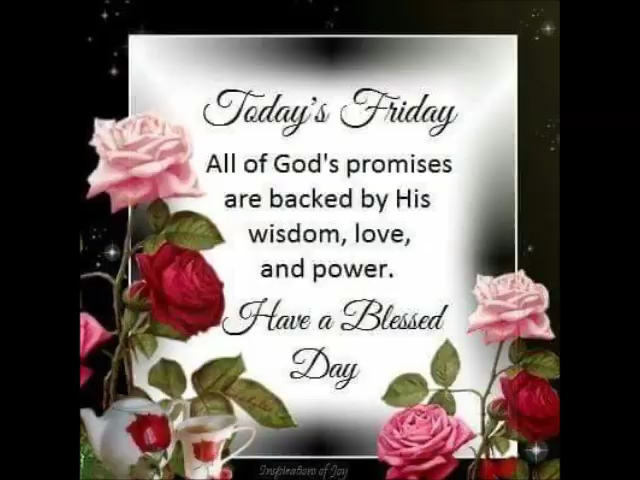 Today's Friday
All of God's promises
are backed by His
wisdom, love,
and power.
Have a Blessed
Day
Inspirations of Joy